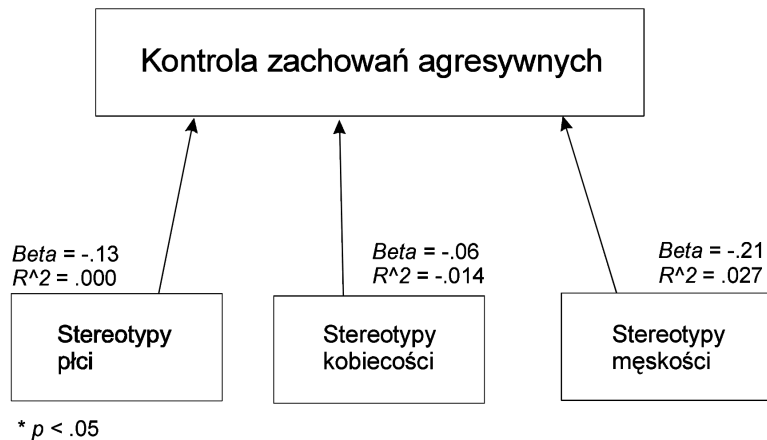 Kontrola zachowań agresywnych
Beta = -.13
R^2 = .000
Beta = -.06
R^2 = -.014
Beta = -.21
R^2 = .027
Stereotypy
płci
Stereotypy
kobiecości
Stereotypy
męskości
* p < .05